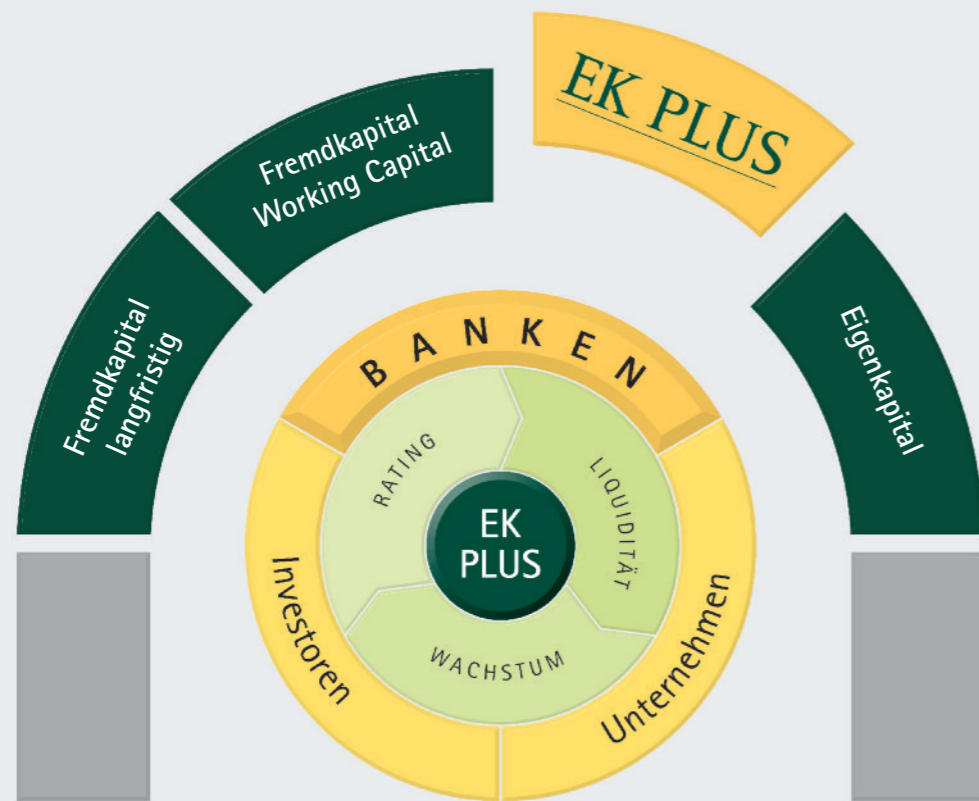 EK PLUS
Fremdkapital
Working Capital
Fremdkapital
langfristig
Eigenkapital
BANKEN
RATING
LIQUIDITÄT
EK
PLUS
WACHSTUM
Investoren
Unternehmen